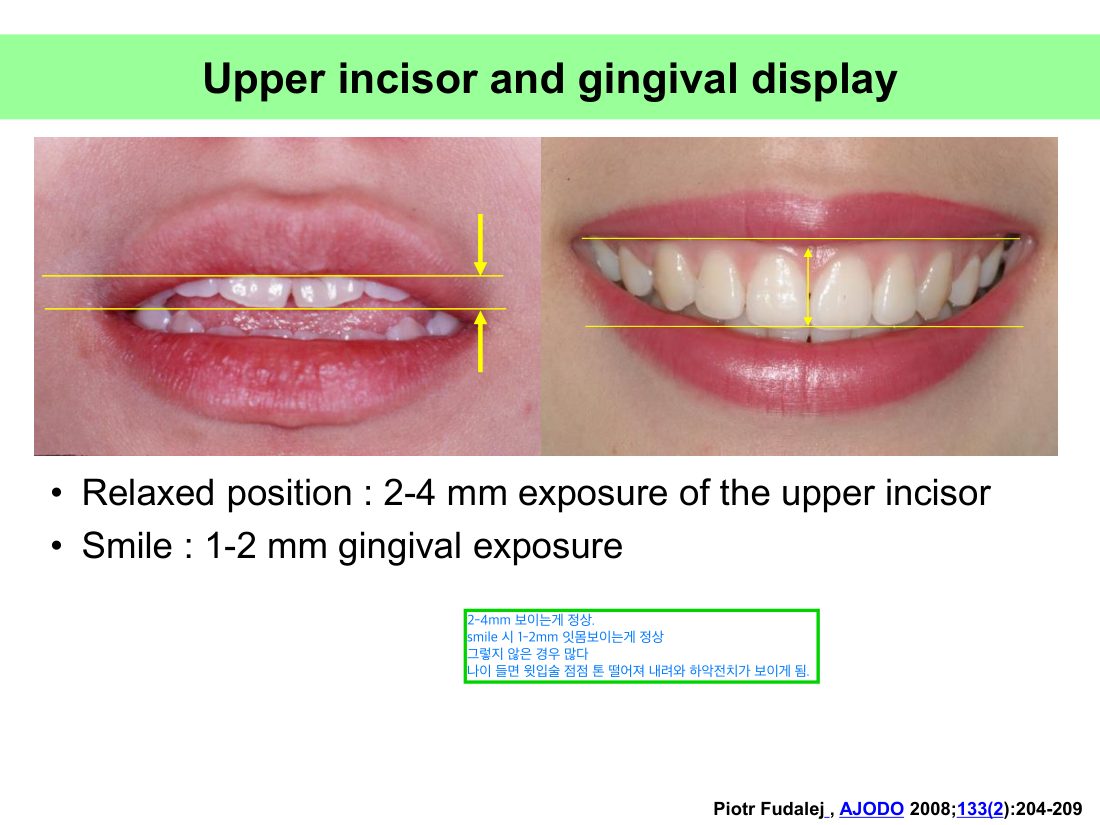 Upper incisor and gingival display
• Relaxed position : 2-4 mm exposure of the upper incisor
• Smile : 1-2 mm gingival exposure
2-4mm 보이는게 정상.
smile 시 1-2mm 잇몸보이는게 정상
그렇지 않은 경우 많다
나이 들면 윗입술 점점 톤 떨어져 내려와 하악전치가 보이게 됨.
Piotr Fudalej , AJODO 2008;133(2):204-209